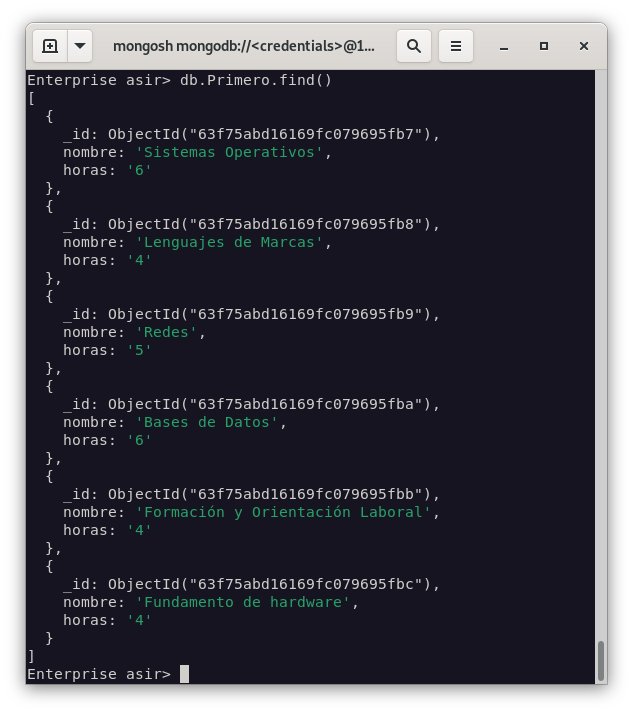 mongosh mongodb://<credentials>@1...
Enterprise asir> db.Primero.find()
[
  {
    _id: ObjectId("63f75abd16169fc079695fb7"),
    nombre: 'Sistemas Operativos',
    horas: '6'
  },
  {
    _id: ObjectId("63f75abd16169fc079695fb8"),
    nombre: 'Lenguajes de Marcas',
    horas: '4'
  },
  {
    _id: ObjectId("63f75abd16169fc079695fb9"),
    nombre: 'Redes',
    horas: '5'
  },
  {
    _id: ObjectId("63f75abd16169fc079695fba"),
    nombre: 'Bases de Datos',
    horas: '6'
  },
  {
    _id: ObjectId("63f75abd16169fc079695fbb"),
    nombre: 'Formación y Orientación Laboral',
    horas: '4'
  },
  {
    _id: ObjectId("63f75abd16169fc079695fbc"),
    nombre: 'Fundamento de hardware',
    horas: '4'
  }
]
Enterprise asir>